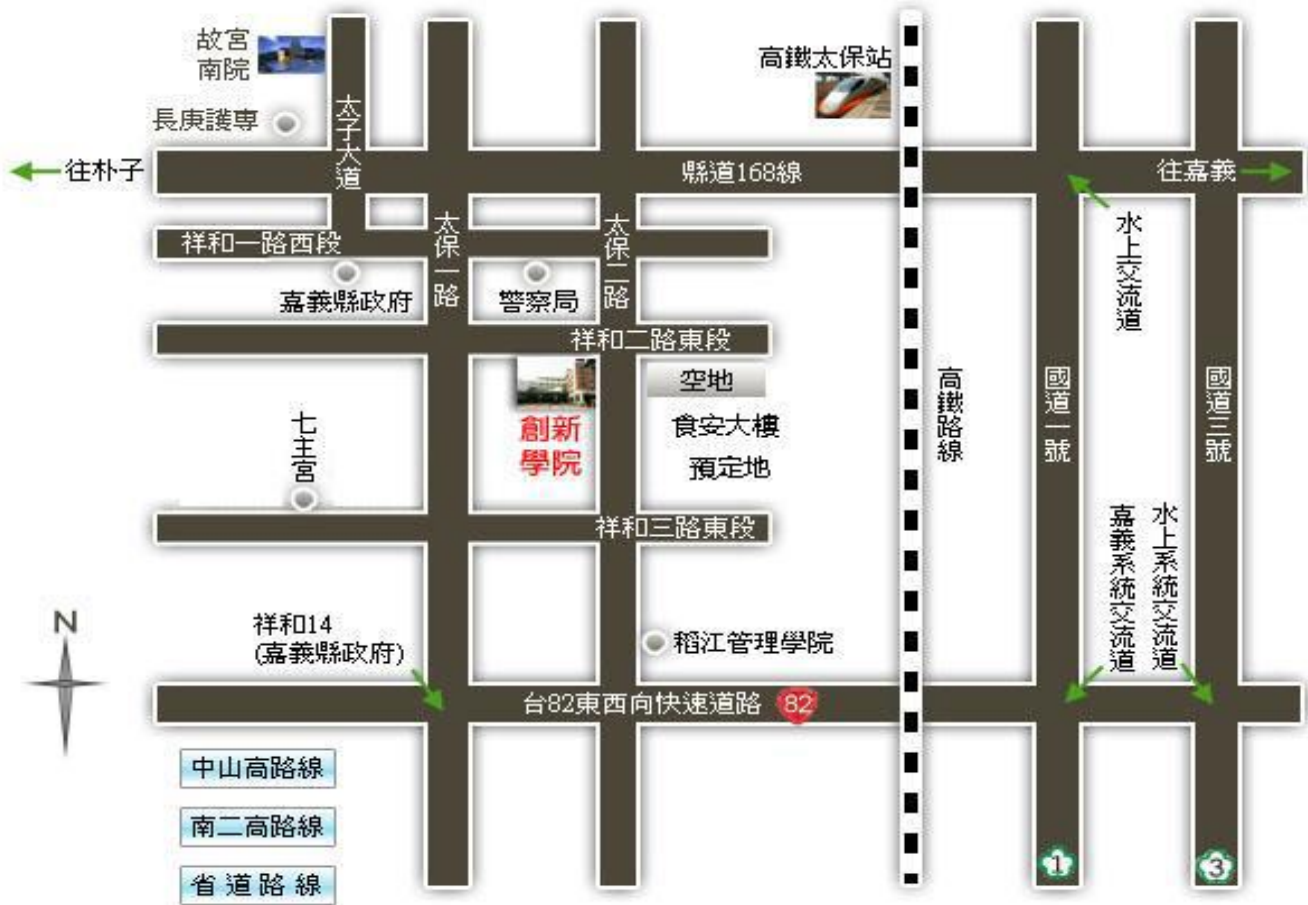 故宮
南院
高鐵太保站
長庚護專
太子大道
往朴子
縣道168線
往嘉義
水上交流道
祥和一路西段
太保一路
太保二路
嘉義縣政府
警察局
祥和二路東段
空地
創新
學院
食安大樓
預定地
高鐵路線
國道一號
國道三號
七主宮
祥和三路東段
嘉義系統交流道
水上系統交流道
N
祥和14
(嘉義縣政府)
稻江管理學院
台82東西向快速道路
82
中山高路線
南二高路線
省道路線
1
3